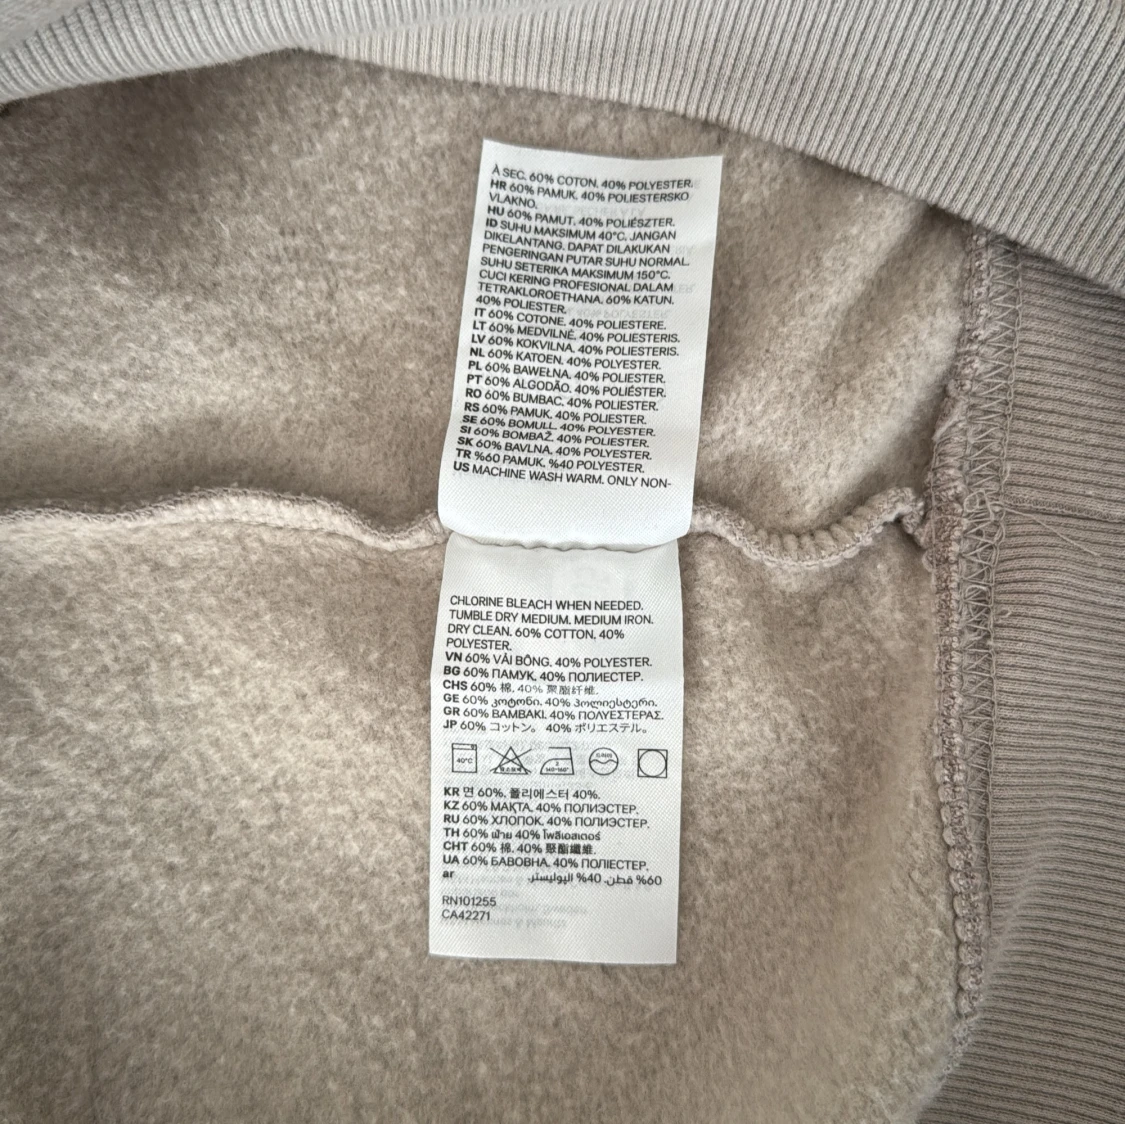 À SEC. 60% COTON, 40% POLYESTER.
HR 60% PAMUK, 40% POLIESTERSKO
VLAKNO.
HU 60% PAMUT, 40% POLIÉSZTER.
ID SUHU MAKSIMUM 40°C. JANGAN
DIKELANTANG. DAPAT DILAKUKAN
PENGERINGAN PUTAR SUHU NORMAL.
SUHU SETERIKA MAKSIMUM 150°C.
CUCI KERING PROFESIONAL DALAM
TETRAKLOROETHANA. 60% KATUN,
40% POLIESTER.
IT 60% COTONE, 40% POLIESTERE.
LT 60% MEDVILNĖ, 40% POLIESTERIS.
LV 60% KOKVILNA, 40% POLIESTERIS.
NL 60% KATOEN, 40% POLYESTER.
PL 60% BAWEŁNA, 40% POLIESTER.
PT 60% ALGODÃO, 40% POLIÉSTER.
RO 60% BUMBAC, 40% POLIESTER.
RS 60% PAMUK, 40% POLIESTER.
SE 60% BOMULL, 40% POLYESTER.
SI 60% BOMBAŽ, 40% POLIESTER.
SK 60% BAVLNA, 40% POLYESTER.
TR %60 PAMUK, %40 POLYESTER.
US MACHINE WASH WARM. ONLY NON-
CHLORINE BLEACH WHEN NEEDED.
TUMBLE DRY MEDIUM. MEDIUM IRON.
DRY CLEAN. 60% COTTON, 40%
POLYESTER.
VN 60% VẢI BÔNG, 40% POLYESTER.
BG 60% ПАМУК, 40% ПОЛИЕСТЕР.
CHS 60% 棉, 40% 聚酯纤维.
GE 60% კოტონი, 40% პოლიესტერი.
GR 60% ΒΑΜΒΑΚΙ, 40% ΠΟΛΥΕΣΤΕΡΑΣ.
JP 60% コットン。 40% ポリエステル。
40°C
KR 면 60%, 폴리에스터 40%.
KZ 60% МАҚТА, 40% ПОЛИЭСТЕР.
RU 60% ХЛОПОК, 40% ПОЛИЭСТЕР.
TH 60% ฝ้าย 40% โพลีเอสเตอร์
CHT 60% 棉, 40% 聚酯纖維.
UA 60% БАВОВНА, 40% ПОЛІЕСТЕР.
ar 60% قطن, 40% البوليستر.
RN101255
CA42271